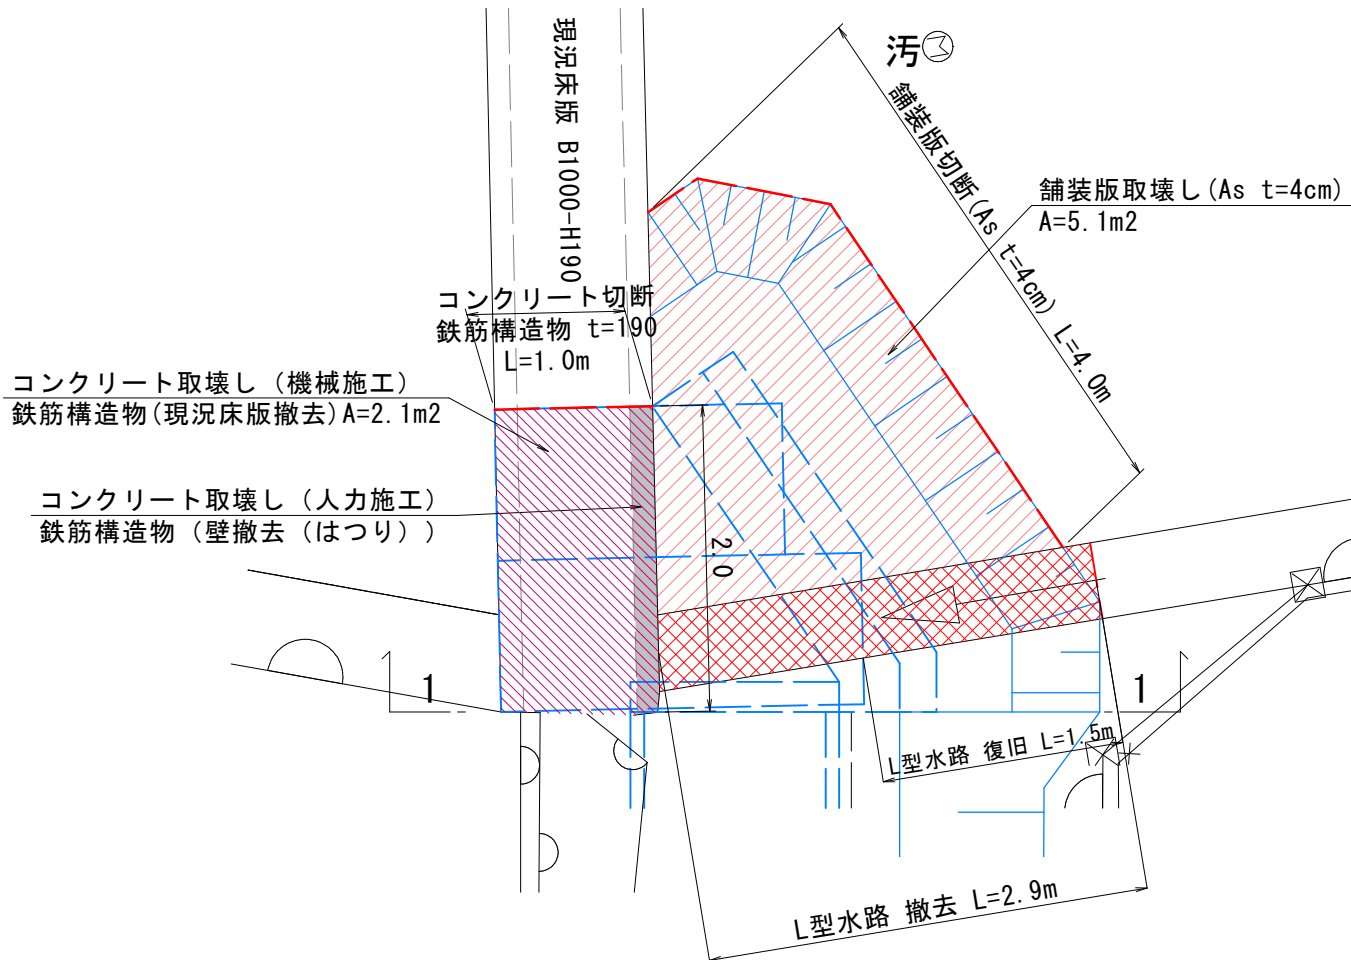 現況床版 B1000-H190
汚
舗装版切断(As t=4cm) L=4.0m
舗装版取壊し(As t=4cm)
A=5.1m2
コンクリート切断
鉄筋構造物 t=190
L=1.0m
コンクリート取壊し（機械施工）
鉄筋構造物(現況床版撤去)A=2.1m2
コンクリート取壊し（人力施工）
鉄筋構造物（壁撤去（はつり））
2.0
1
1
L型水路 復旧 L=1.5m
L型水路 撤去 L=2.9m